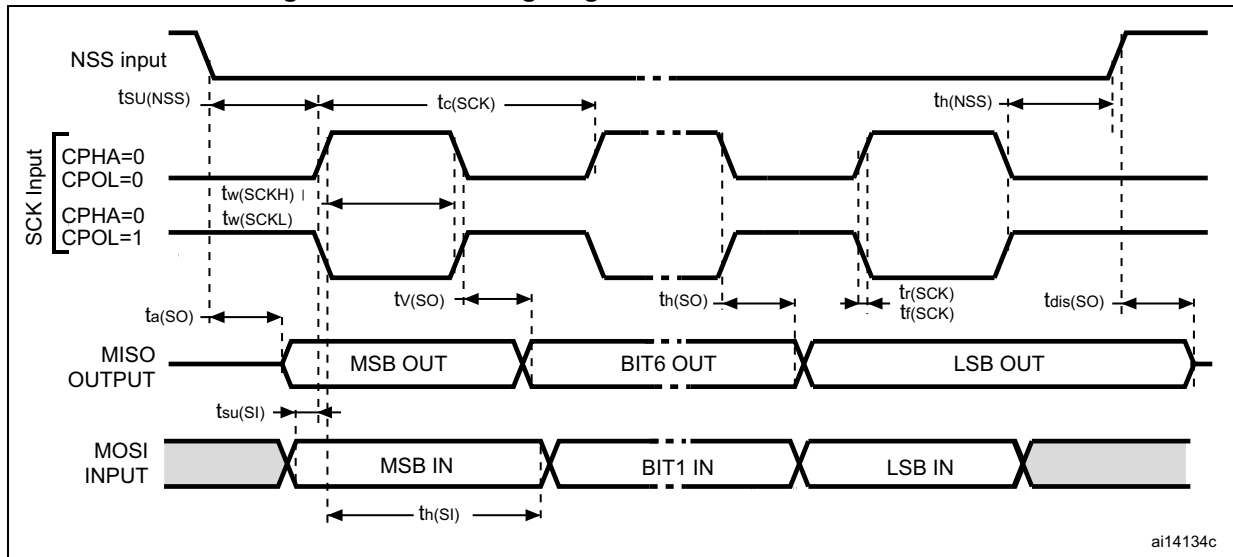 NSS input
tSU(NSS)
tc(SCK)
th(NSS)
SCK Input
CPHA=0
CPOL=0
tw(SCKH)
CPHA=0
tw(SCKL)
CPOL=1
tV(SO)
th(SO)
tr(SCK)
tf(SCK)
tdis(SO)
ta(SO)
MISO
OUTPUT
MSB OUT
BIT6 OUT
LSB OUT
tsu(SI)
MOSI
INPUT
MSB IN
BIT1 IN
LSB IN
th(SI)
ai14134c